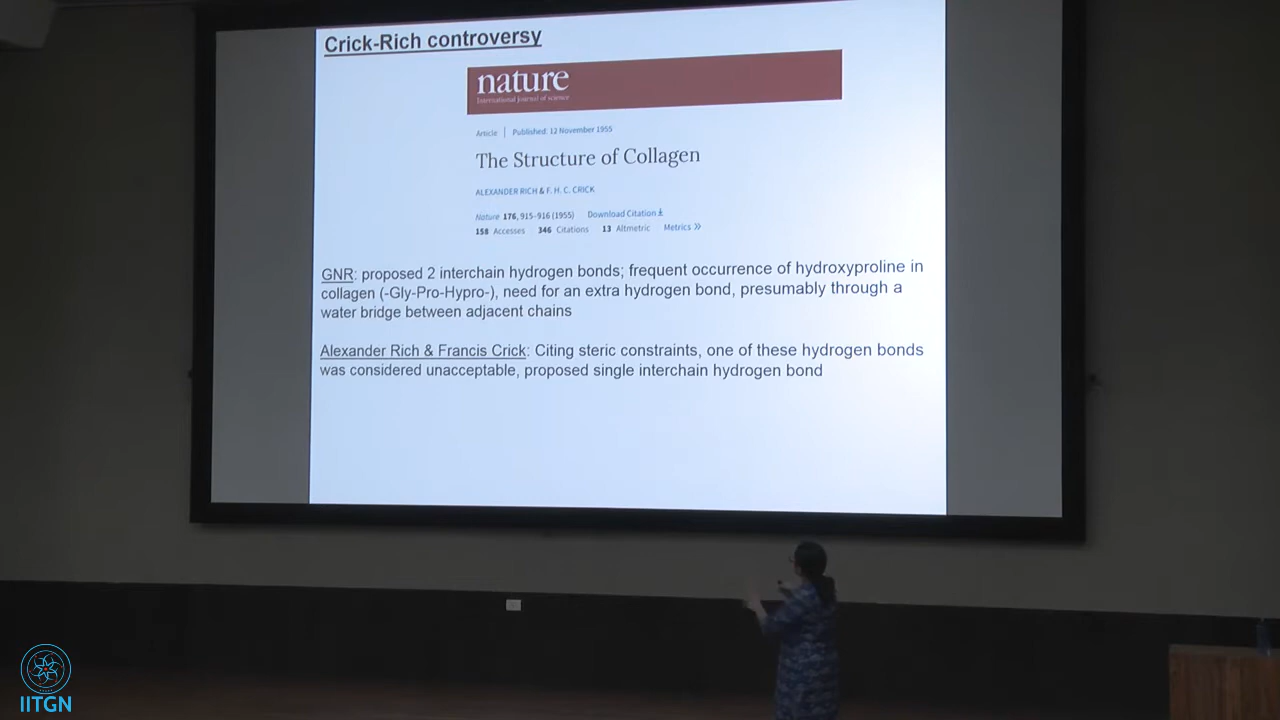 Crick-Rich controversy
nature
International journal of science
Article | Published: 12 November 1955
The Structure of Collagen
ALEXANDER RICH & F. H. C. CRICK
Nature 176, 915–916 (1955) Download Citation
158 Accesses 346 Citations 13 Altmetric Metrics »
GNR: proposed 2 interchain hydrogen bonds; frequent occurrence of hydroxyproline in
collagen (-Gly-Pro-Hypro-), need for an extra hydrogen bond, presumably through a
water bridge between adjacent chains
Alexander Rich & Francis Crick: Citing steric constraints, one of these hydrogen bonds
was considered unacceptable, proposed single interchain hydrogen bond
IITGN